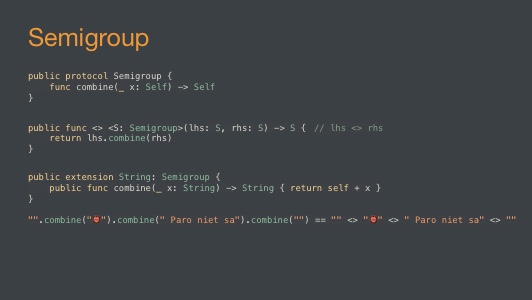 Semigroup
public protocol Semigroup {
    func combine(_ x: Self) -> Self
}
public func <> <S: Semigroup>(lhs: S, rhs: S) -> S {  // lhs <> rhs
    return lhs.combine(rhs)
}
public extension String: Semigroup {
    public func combine(_ x: String) -> String { return self + x }
}
"".combine("👹").combine(" Paro niet sa").combine("") == "" <> "👹" <> " Paro niet sa" <> ""